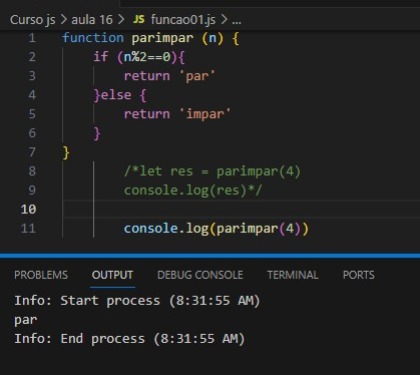 Curso js > aula 16 > JS funcao01.js > ...
1 function parimpar (n) {
2 if (n%2==0){
3 return 'par'
4 }else {
5 return 'impar'
6 }
7 }
8 /*let res = parimpar(4)
9 console.log(res)*/
10
11 console.log(parimpar(4))
PROBLEMS OUTPUT DEBUG CONSOLE TERMINAL PORTS
Info: Start process (8:31:55 AM)
par
Info: End process (8:31:55 AM)